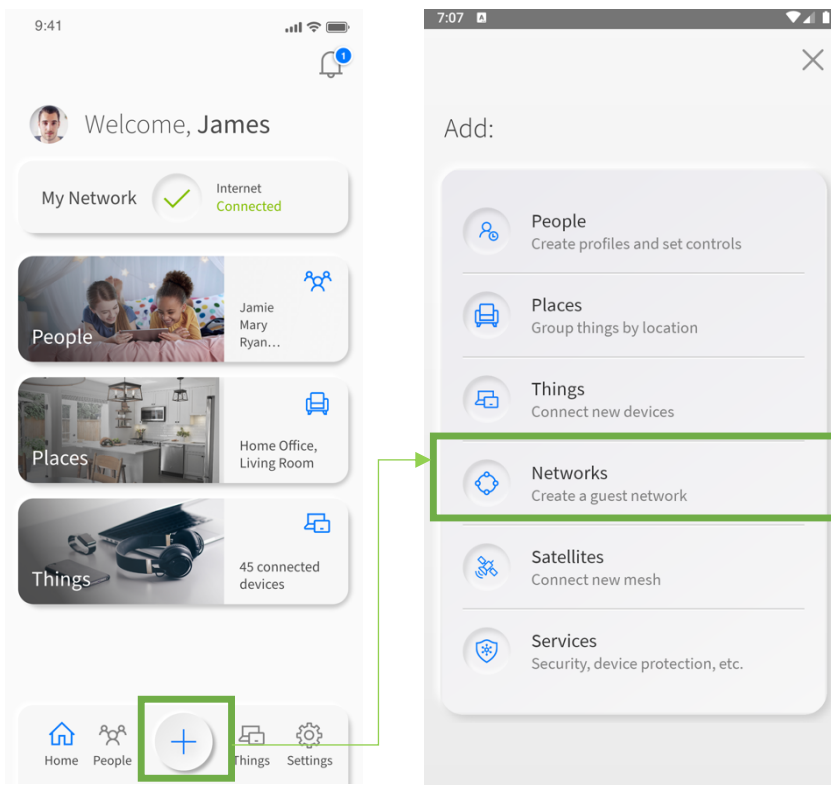 9:41
1
Welcome, James
My Network
Internet
Connected
People
Jamie
Mary
Ryan...
Places
Home Office,
Living Room
Things
45 connected
devices
Home
People
Things
Settings
7:07
A
Add:
People
Create profiles and set controls
Places
Group things by location
Things
Connect new devices
Networks
Create a guest network
Satellites
Connect new mesh
Services
Security, device protection, etc.